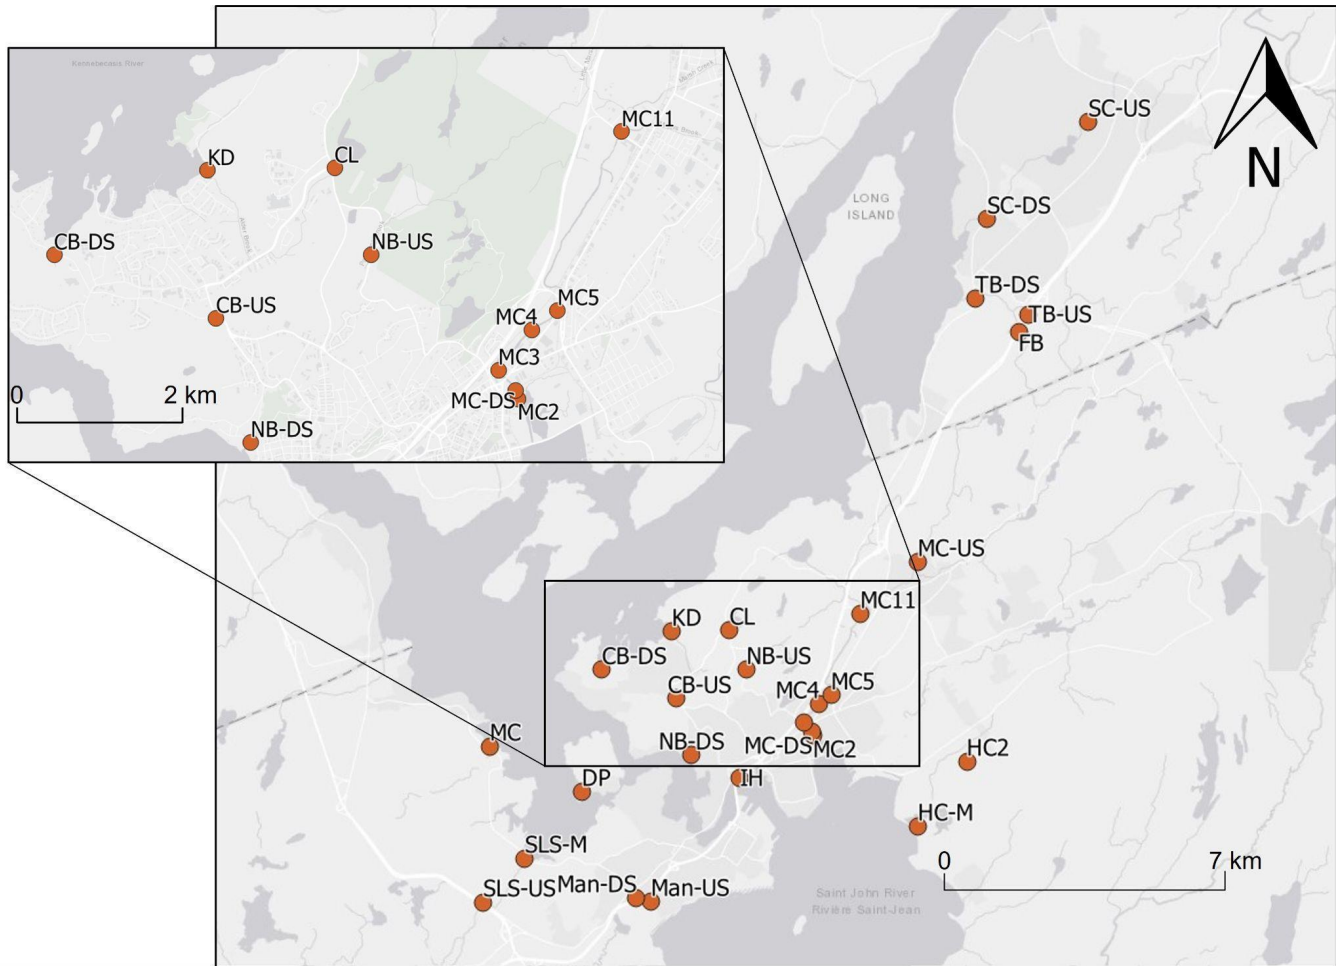 Kennebecasis River
MC11
KD
CL
CB-DS
NB-US
CB-US
MC5
MC4
MC3
MC-DS
MC2
NB-DS
0
2 km
N
SC-US
LONG
ISLAND
SC-DS
TB-DS
TB-US
FB
MC-US
MC11
KD
CL
CB-DS
NB-US
CB-US
MC4
MC5
MC
NB-DS
MC-DS
MC2
HC2
DP
IH
HC-M
SLS-M
0
7 km
SLS-US
Man-DS
Man-US
Saint John River
Rivière Saint-Jean